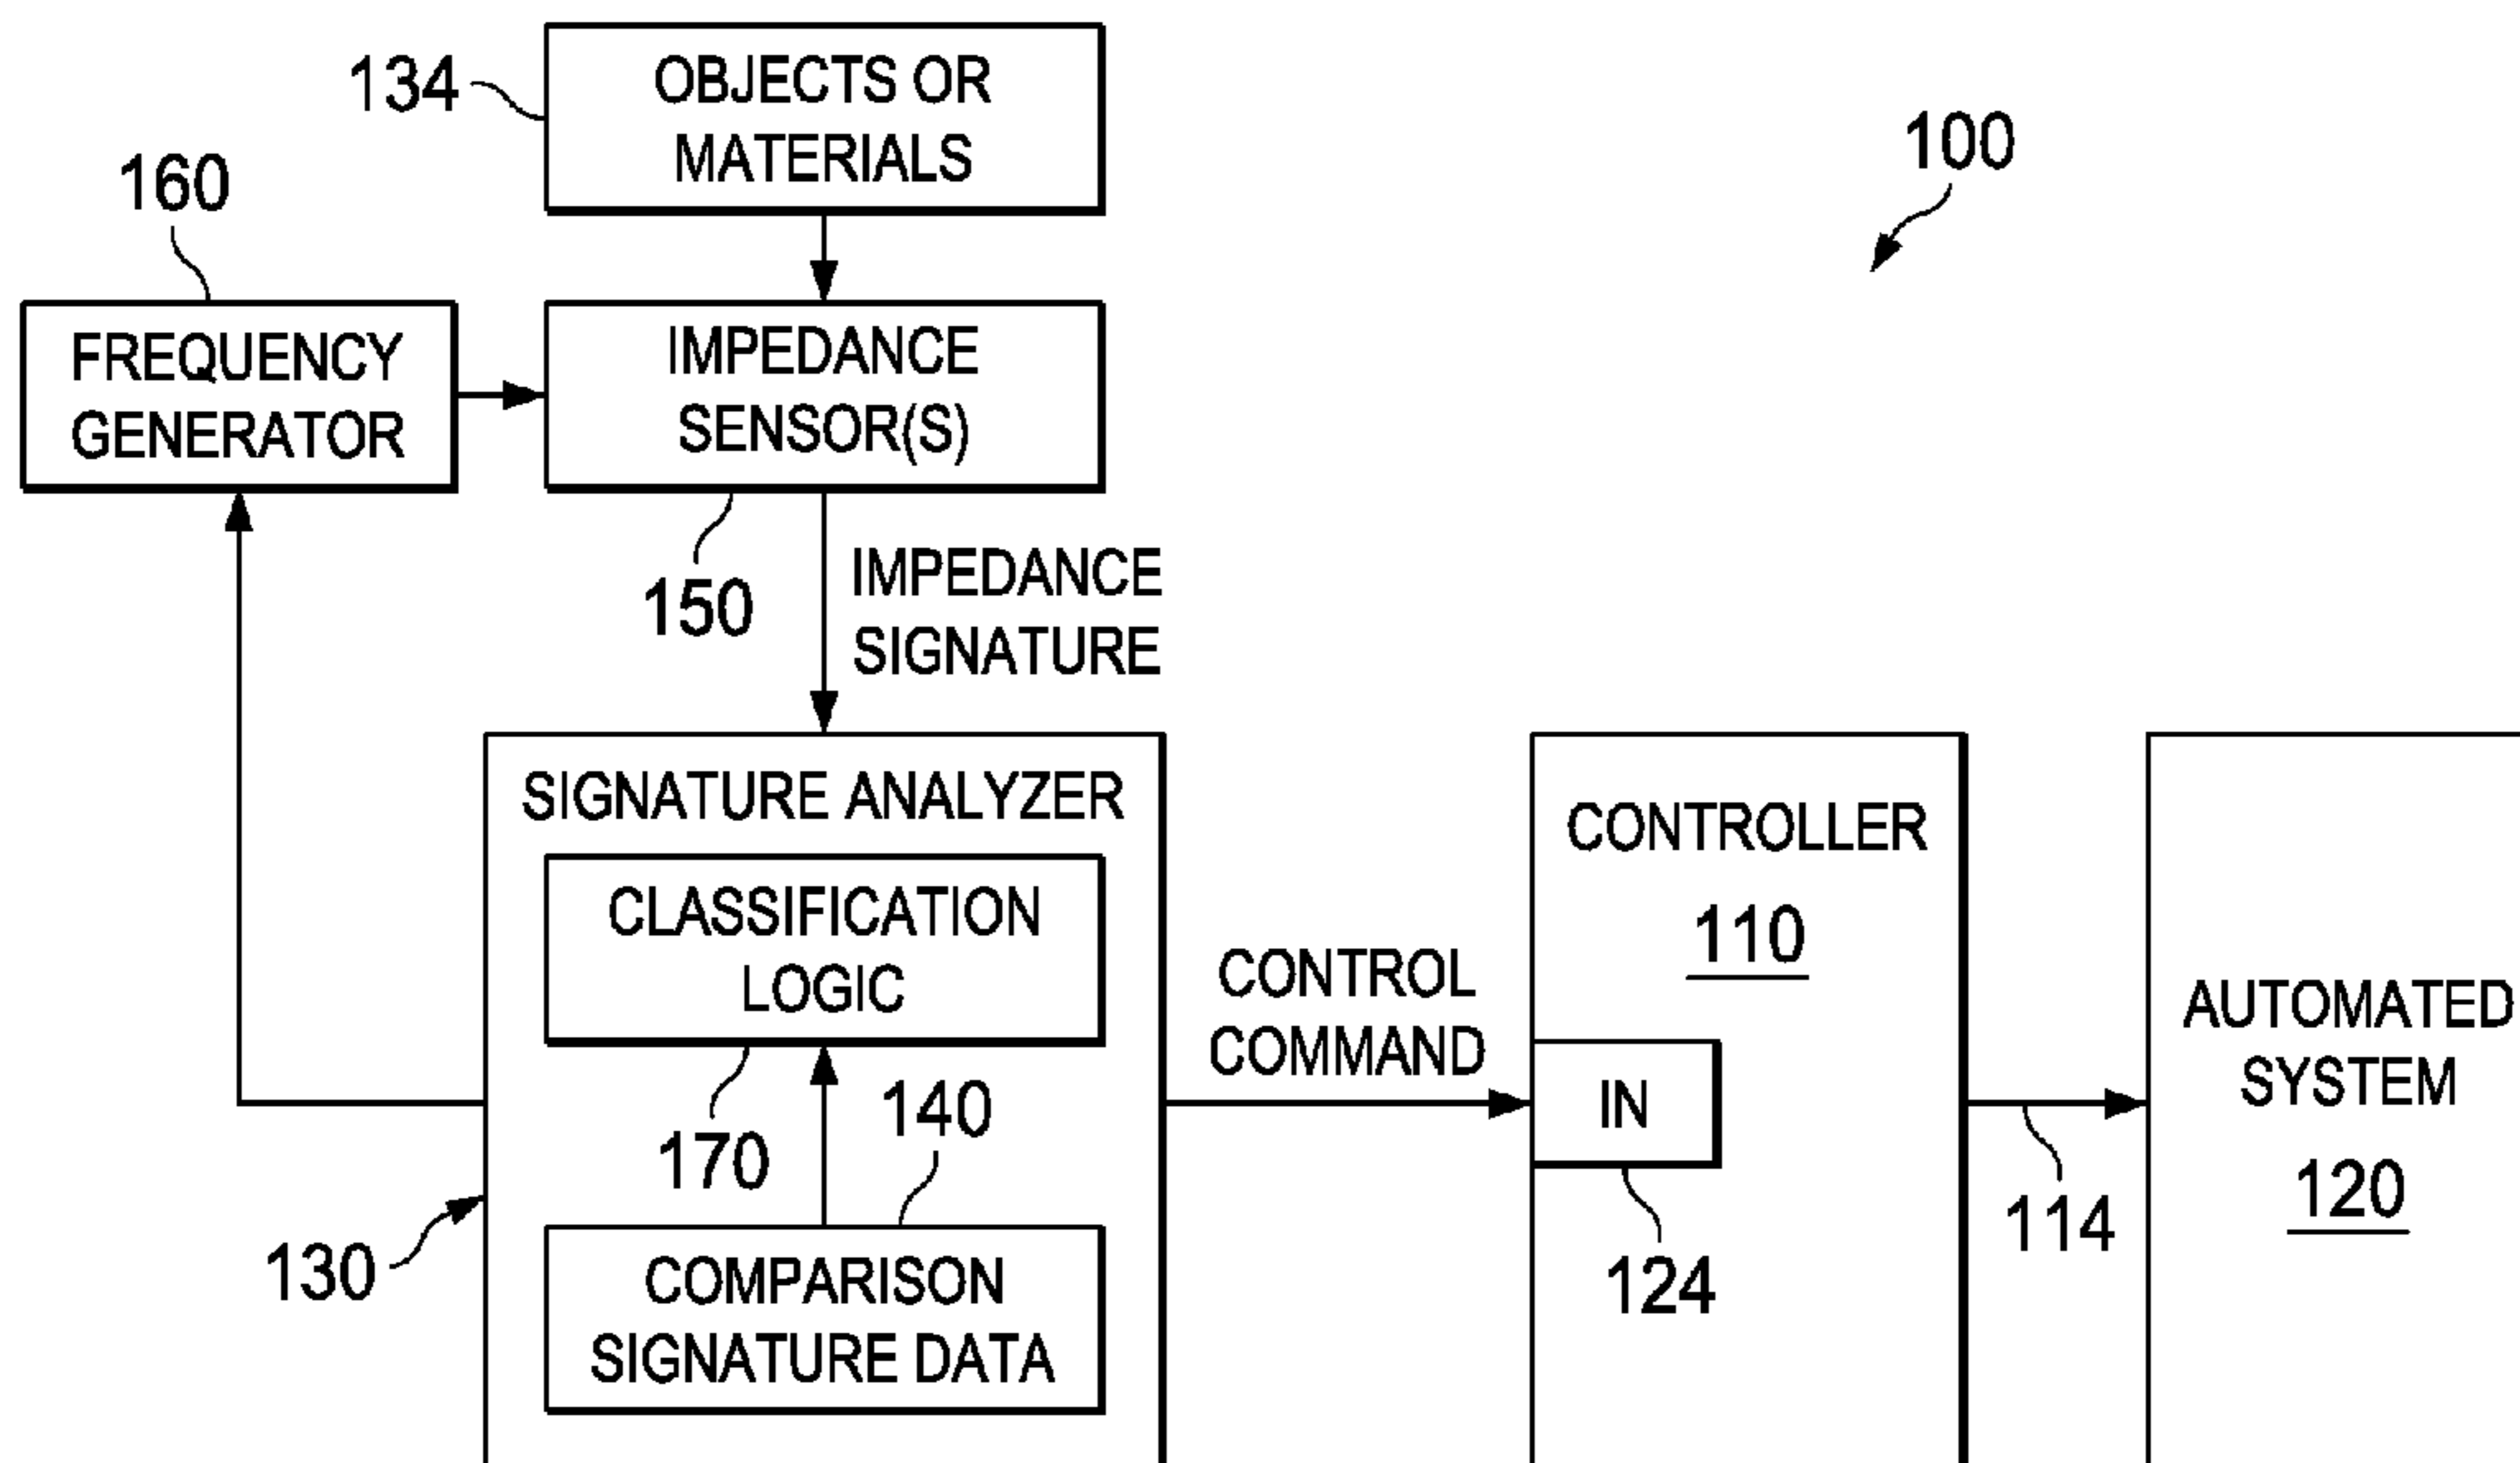 134
OBJECTS OR
MATERIALS
100
160
FREQUENCY
GENERATOR
IMPEDANCE
SENSOR(S)
150
IMPEDANCE
SIGNATURE
SIGNATURE ANALYZER
CLASSIFICATION
LOGIC
170
140
COMPARISON
SIGNATURE DATA
130
CONTROL
COMMAND
CONTROLLER
110
IN
124
114
AUTOMATED
SYSTEM
120